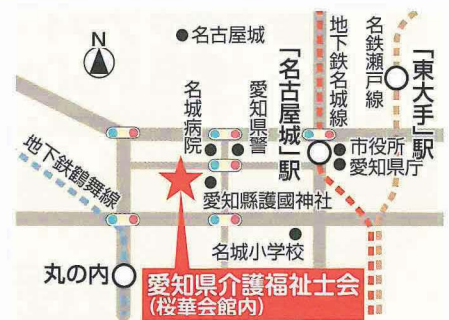 N
名古屋城
名城病院
愛知県警
「名古屋城」駅
地下鉄名城線
名鉄瀬戸線
「東大手」駅
市役所
愛知県庁
地下鉄鶴舞線
愛知縣護國神社
名城小学校
丸の内
愛知県介護福祉士会
(桜華会館内)